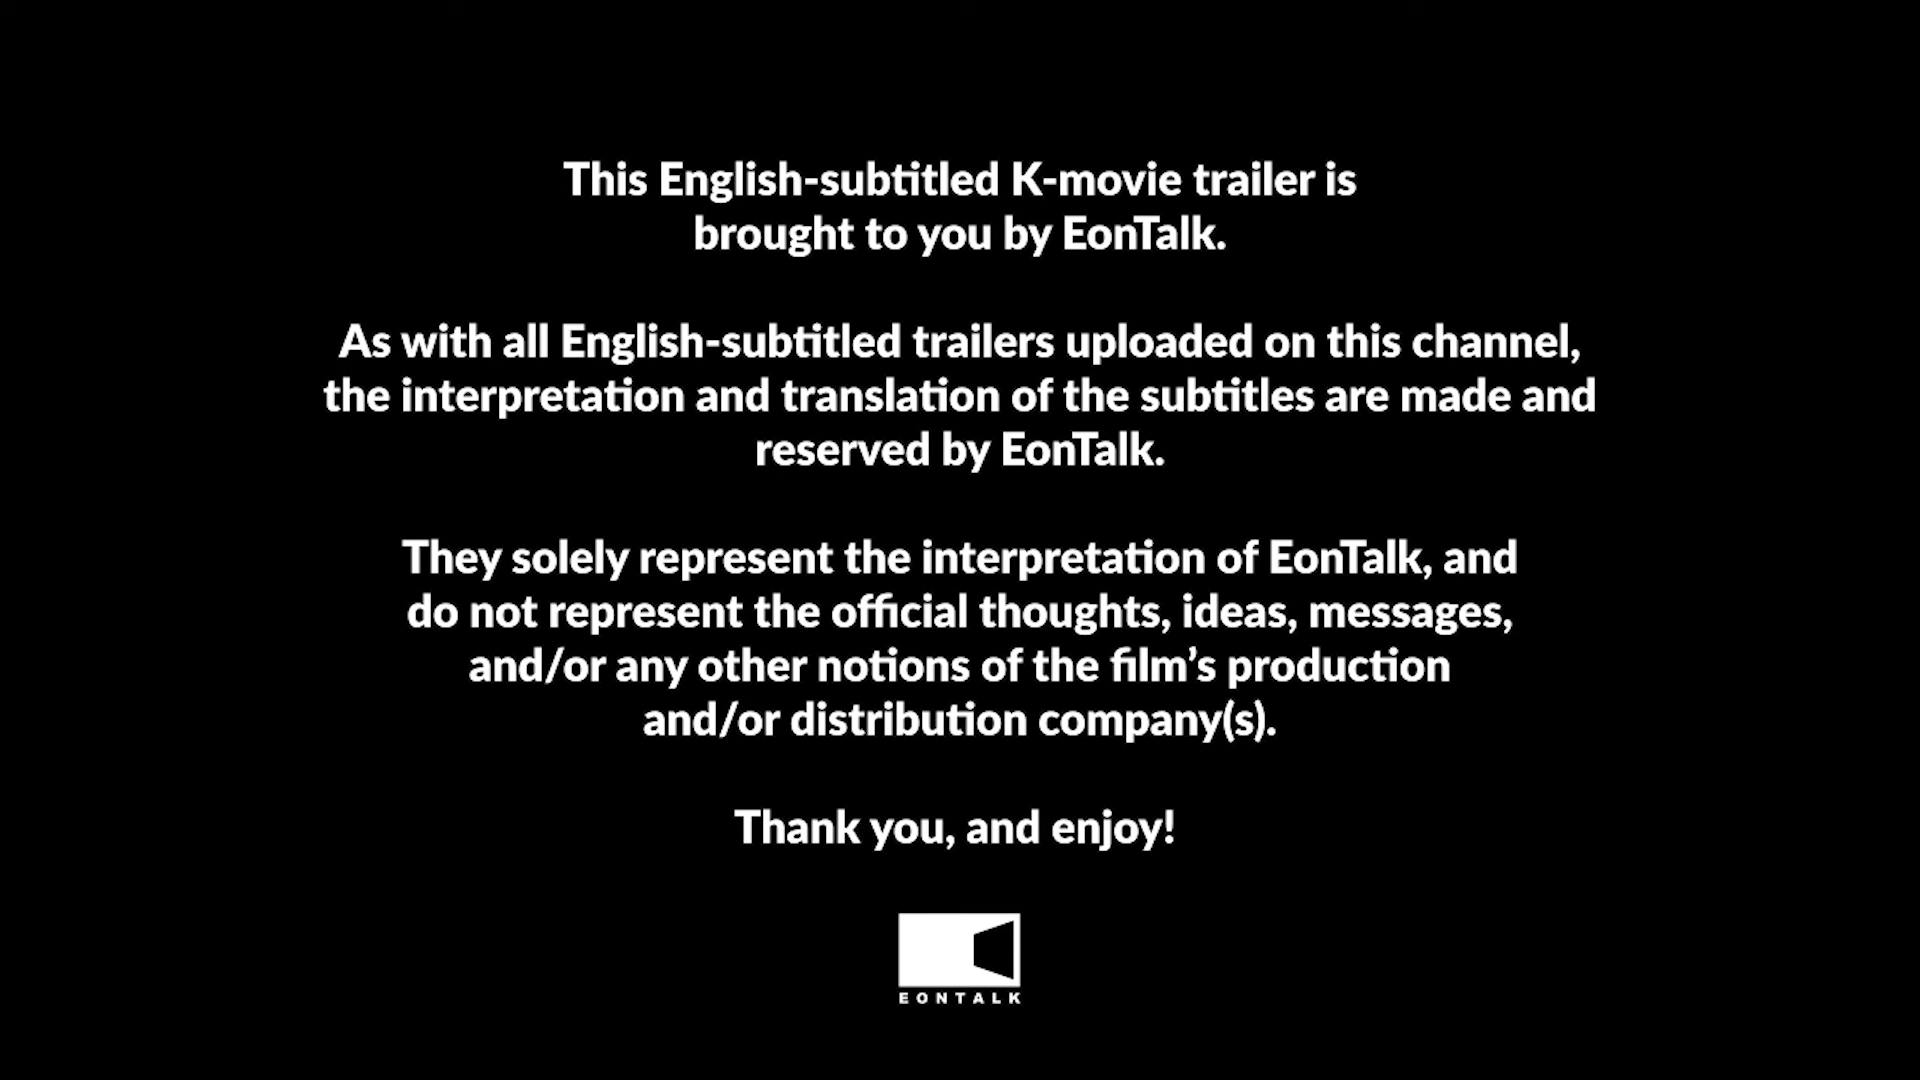 This English-subtitled K-movie trailer is
brought to you by EonTalk.
As with all English-subtitled trailers uploaded on this channel,
the interpretation and translation of the subtitles are made and
reserved by EonTalk.
They solely represent the interpretation of EonTalk, and
do not represent the official thoughts, ideas, messages,
and/or any other notions of the film’s production
and/or distribution company(s).
Thank you, and enjoy!
EONTALK